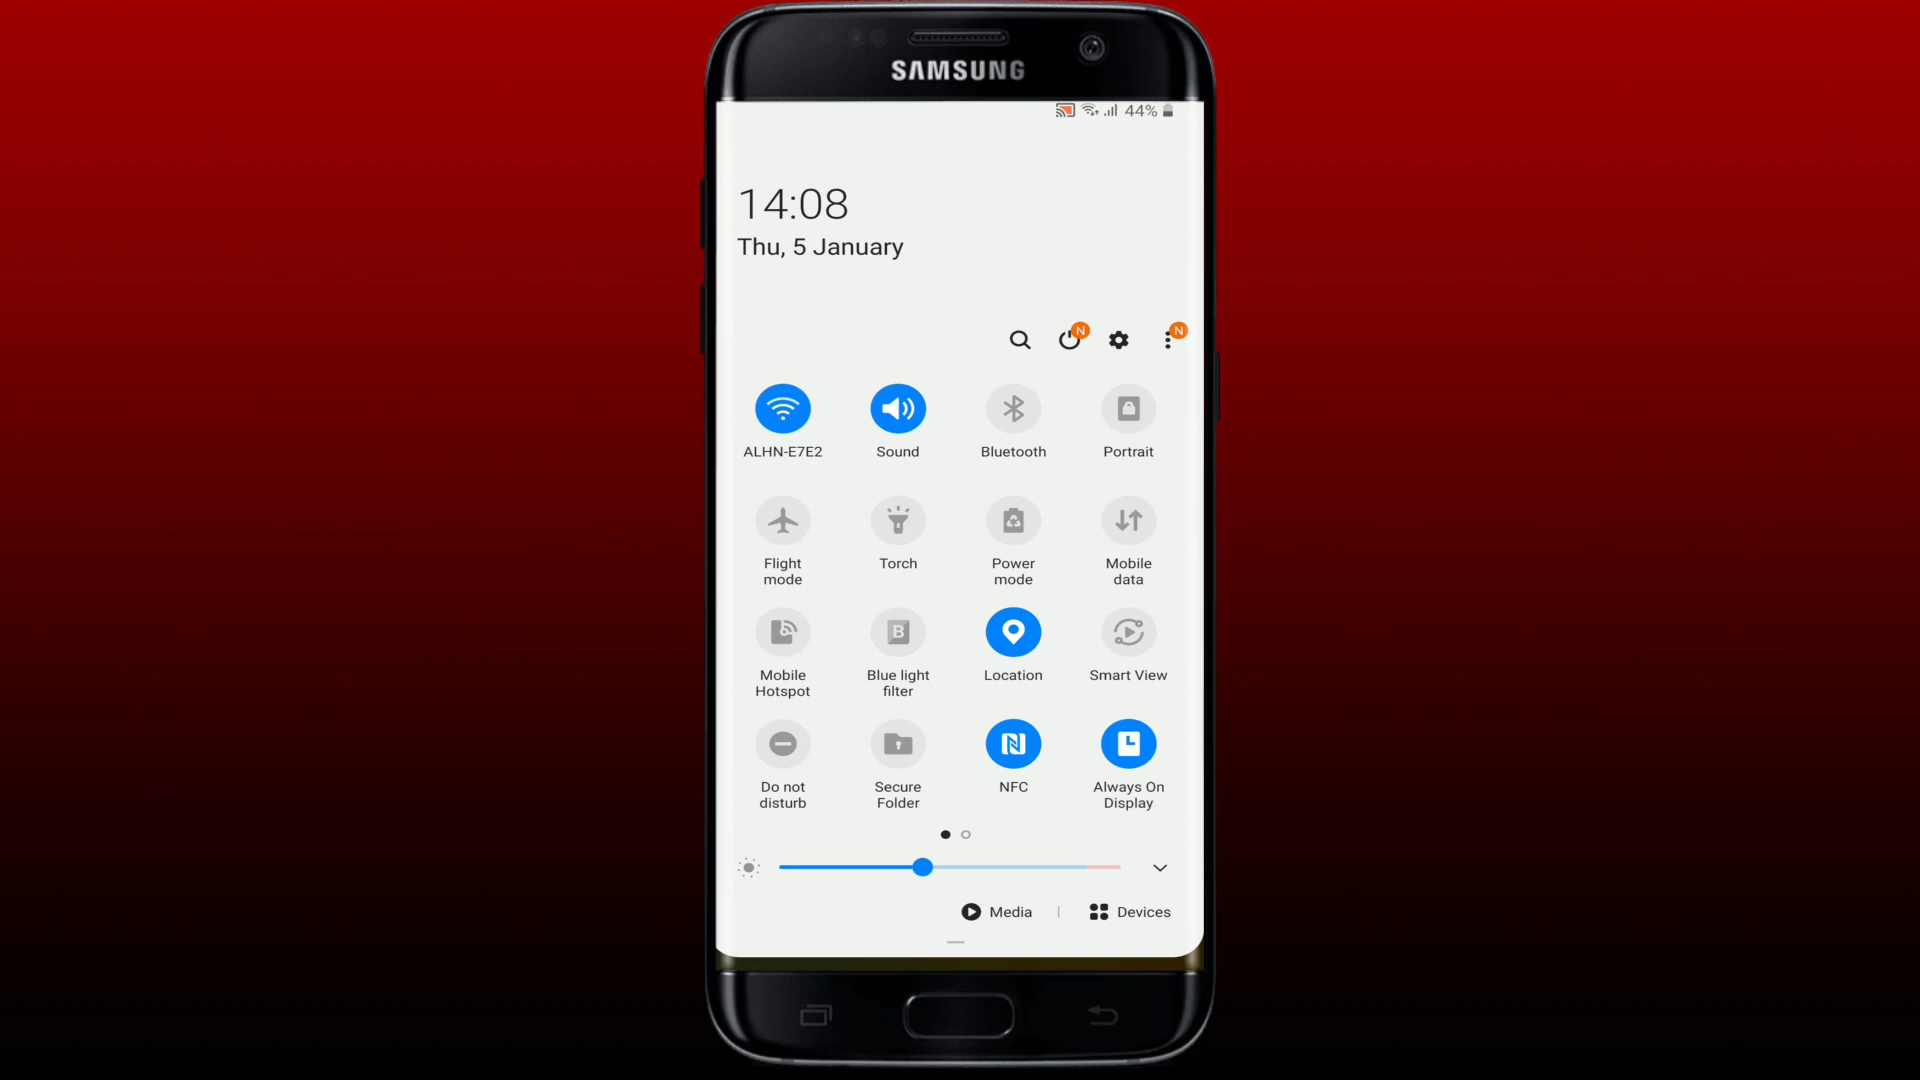 SAMSUNG
44%
14:08
Thu, 5 January
N N
ALHN-E7E2 Sound Bluetooth Portrait
Flight mode
Torch
Power mode
Mobile data
Mobile Hotspot
B
Blue light filter
Location
Smart View
Do not disturb
Secure Folder
NFC
Always On Display
Media | Devices